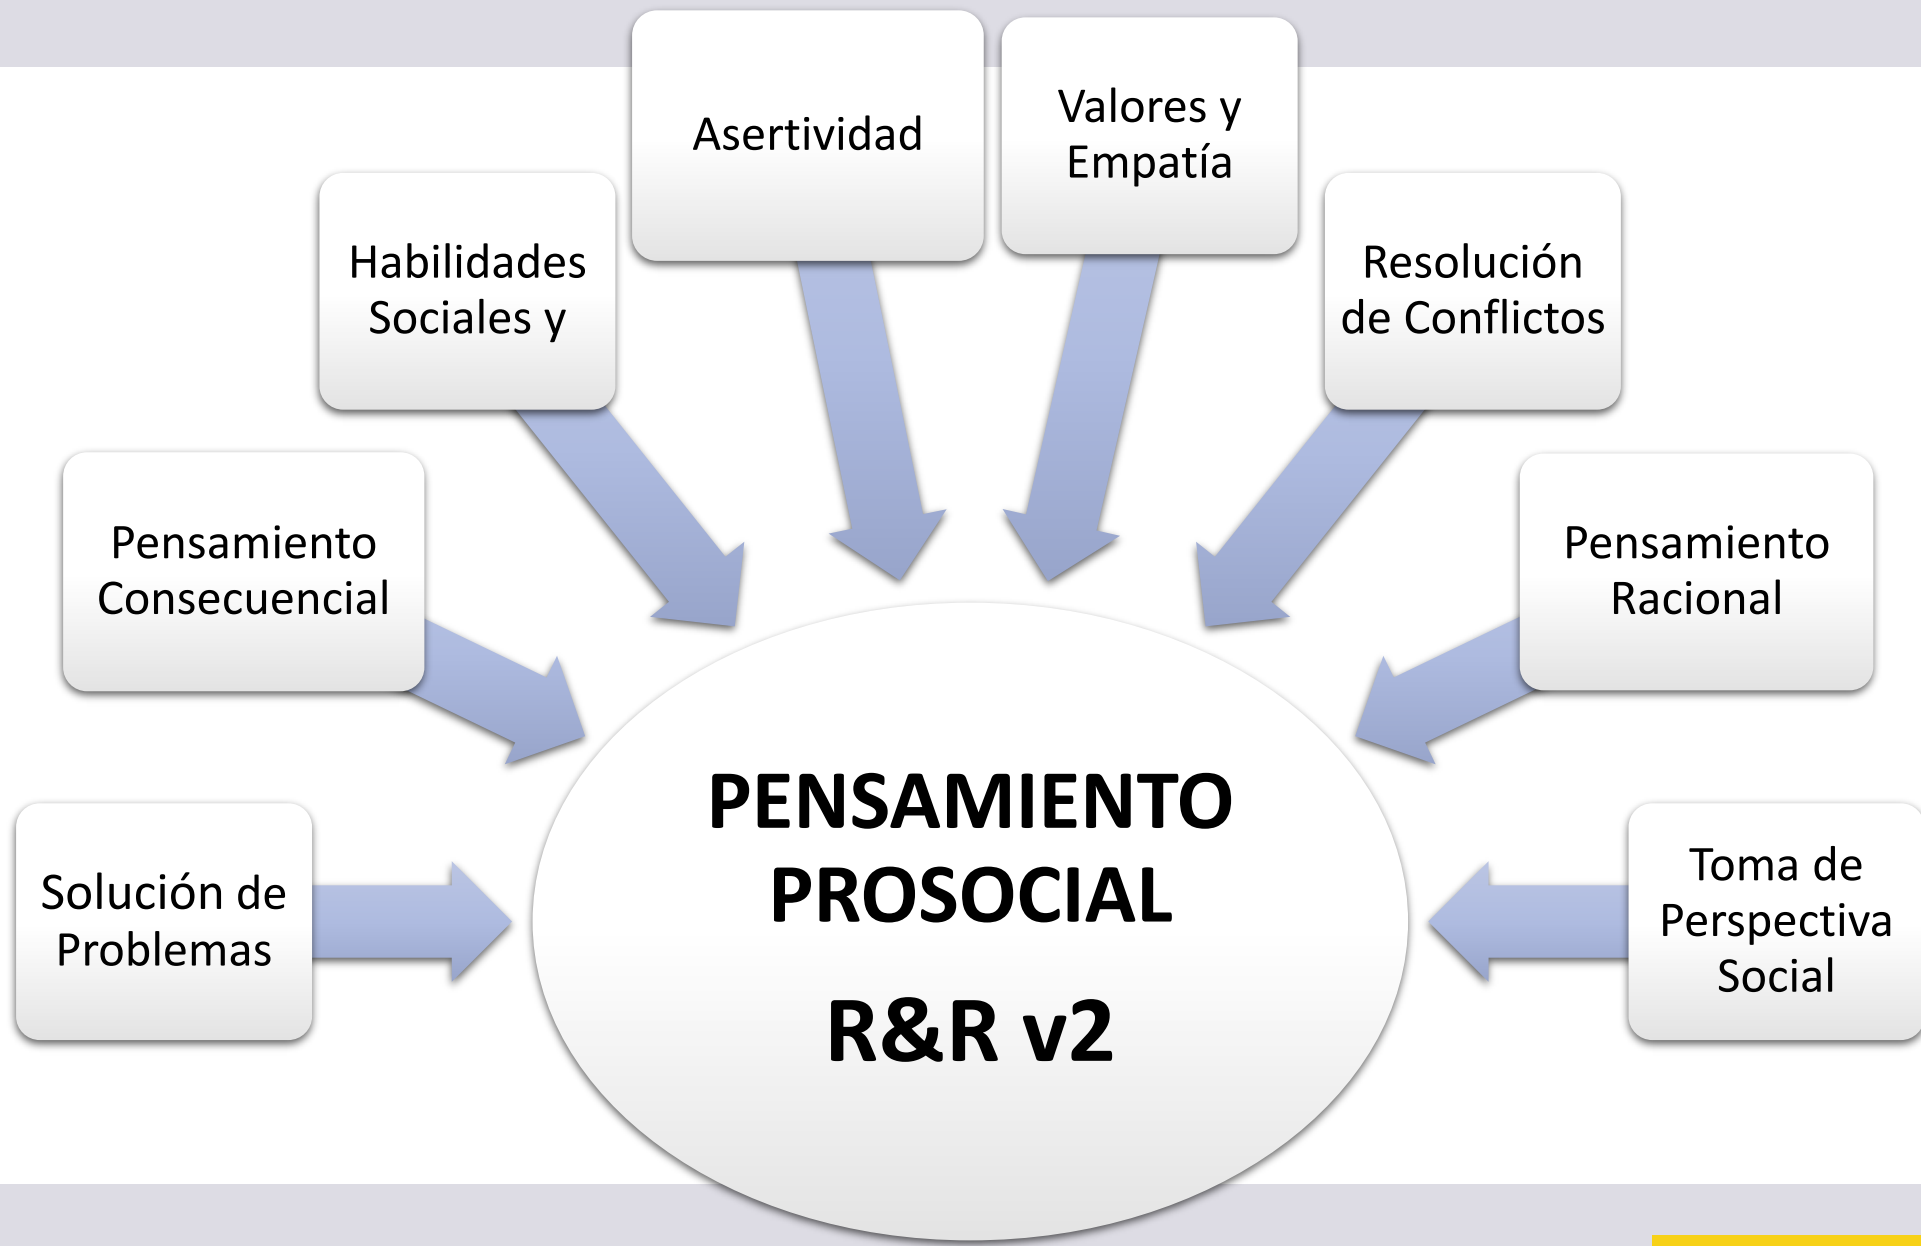 Asertividad
Valores y
Empatía
Habilidades
Sociales y
Resolución
de Conflictos
Pensamiento
Consecuencial
Pensamiento
Racional
Solución de
Problemas
PENSAMIENTO
PROSOCIAL
R&R v2
Toma de
Perspectiva
Social